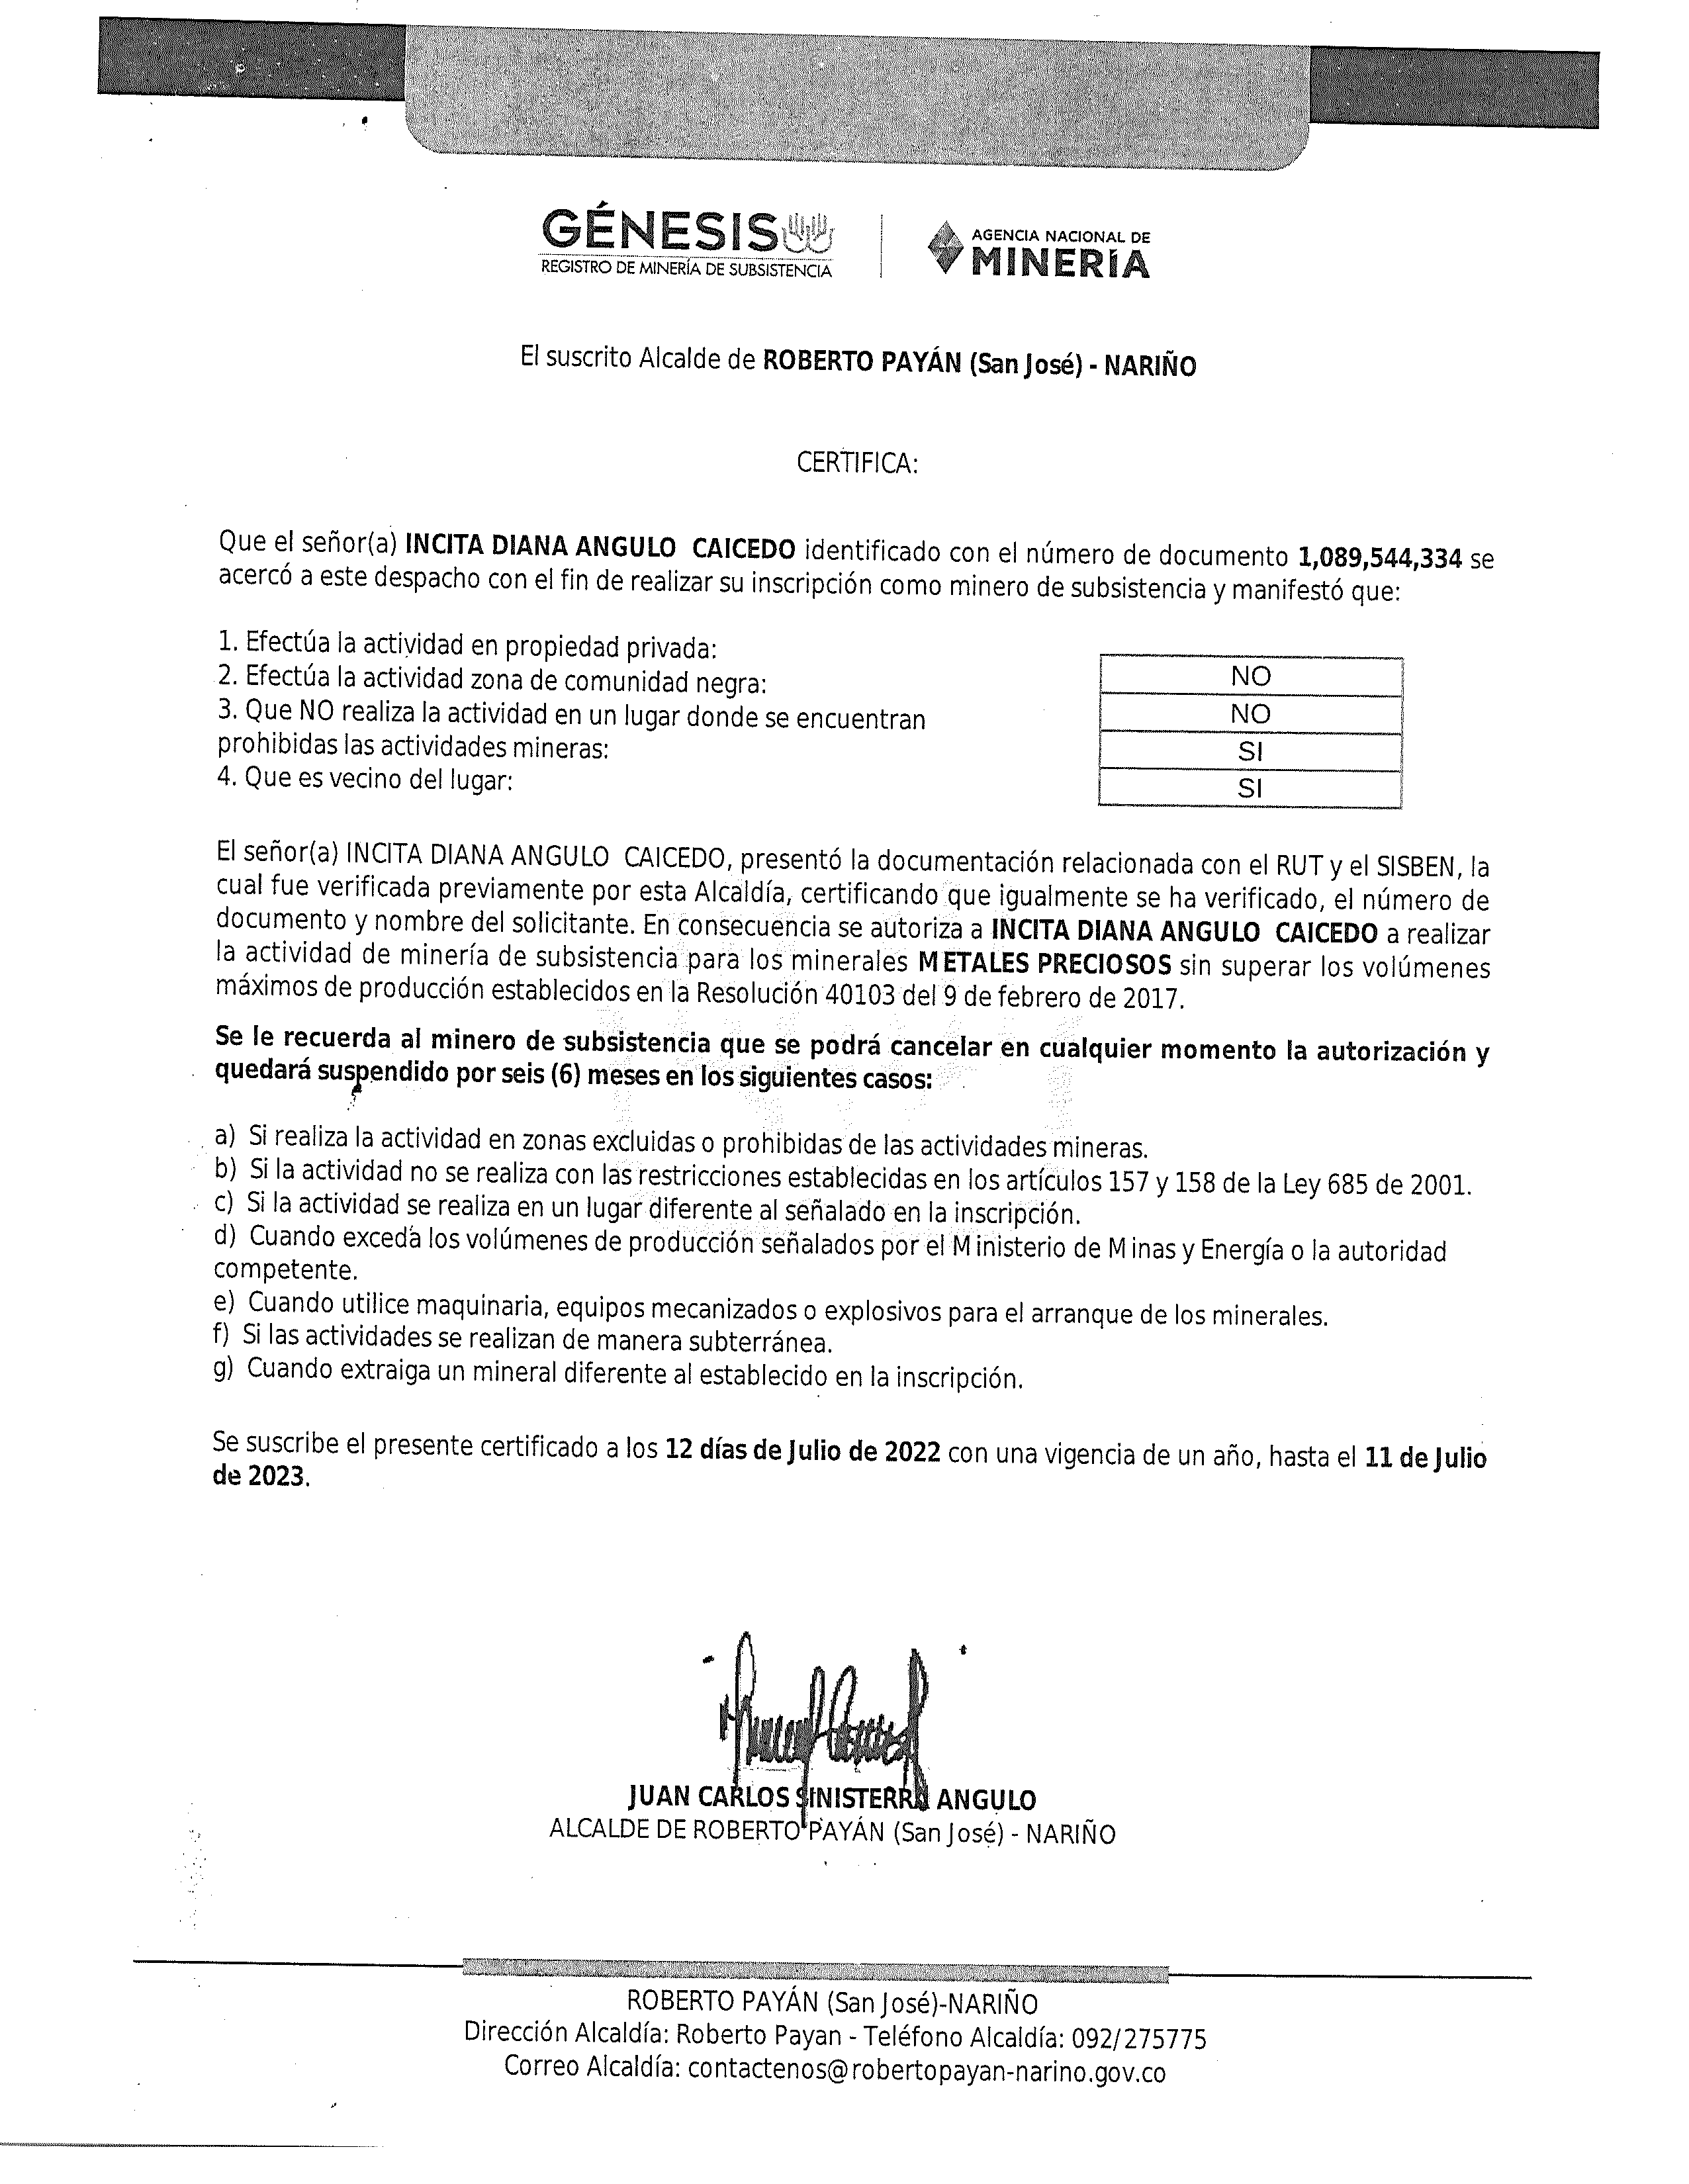 GÉNESIS
REGISTRO DE MINERÍA DE SUBSISTENCIA
AGENCIA NACIONAL DE
MINERÍA
El suscrito Alcalde de ROBERTO PAYÁN (San José) - NARIÑO
CERTIFICA:
Que el señor(a) INCITA DIANA ANGULO CAICEDO identificado con el número de documento 1,089,544,334 se
acercó a este despacho con el fin de realizar su inscripción como minero de subsistencia y manifestó que:
1. Efectúa la actividad en propiedad privada:
NO
2. Efectúa la actividad zona de comunidad negra:
NO
3. Que NO realiza la actividad en un lugar donde se encuentran
prohibidas las actividades mineras:
SI
4. Que es vecino del lugar:
SI
El señor(a) INCITA DIANA ANGULO CAICEDO, presentó la documentación relacionada con el RUT y el SISBEN, la
cual fue verificada previamente por esta Alcaldía, certificando que igualmente se ha verificado, el número de
documento y nombre del solicitante. En consecuencia se autoriza a INCITA DIANA ANGULO CAICEDO a realizar
la actividad de minería de subsistencia para los minerales METALES PRECIOSOS sin superar los volúmenes
máximos de producción establecidos en la Resolución 40103 del 9 de febrero de 2017.
Se le recuerda al minero de subsistencia que se podrá cancelar en cualquier momento la autorización y
quedará suspendido por seis (6) meses en los siguientes casos:
a) Si realiza la actividad en zonas excluidas o prohibidas de las actividades mineras.
b) Si la actividad no se realiza con las restricciones establecidas en los artículos 157 y 158 de la Ley 685 de 2001.
c) Si la actividad se realiza en un lugar diferente al señalado en la inscripción.
d) Cuando exceda los volúmenes de producción señalados por el Ministerio de Minas y Energía o la autoridad
competente.
e) Cuando utilice maquinaria, equipos mecanizados o explosivos para el arranque de los minerales.
f) Si las actividades se realizan de manera subterránea.
g) Cuando extraiga un mineral diferente al establecido en la inscripción.
Se suscribe el presente certificado a los 12 días de Julio de 2022 con una vigencia de un año, hasta el 11 de Julio
de 2023.
JUAN CARLOS SINISTERRA ANGULO
ALCALDE DE ROBERTO PAYÁN (San José) - NARIÑO
ROBERTO PAYÁN (San José)-NARIÑO
Dirección Alcaldía: Roberto Payan - Teléfono Alcaldía: 092/275775
Correo Alcaldía: contactenos@robertopayan-narino.gov.co